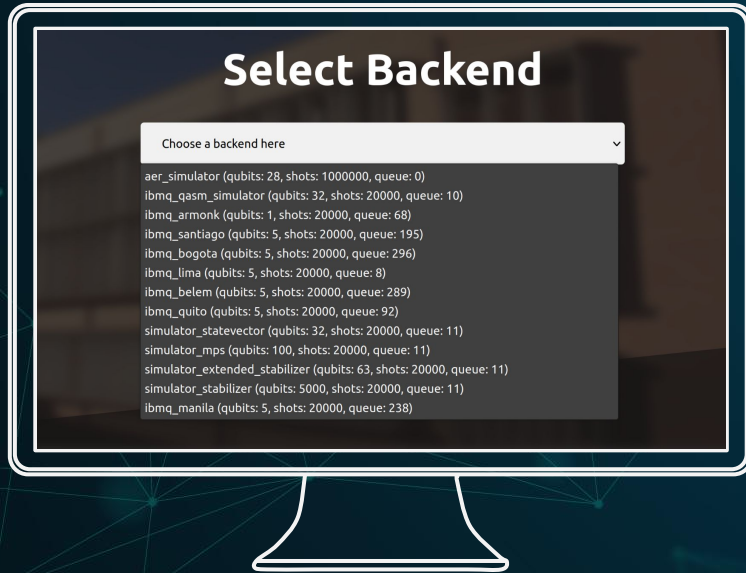 Select Backend
Choose a backend here
aer_simulator (qubits: 28, shots: 1000000, queue: 0)
ibmq_qasm_simulator (qubits: 32, shots: 20000, queue: 10)
ibmq_armonk (qubits: 1, shots: 20000, queue: 68)
ibmq_santiago (qubits: 5, shots: 20000, queue: 195)
ibmq_bogota (qubits: 5, shots: 20000, queue: 296)
ibmq_lima (qubits: 5, shots: 20000, queue: 8)
ibmq_belem (qubits: 5, shots: 20000, queue: 289)
ibmq_quito (qubits: 5, shots: 20000, queue: 92)
simulator_statevector (qubits: 32, shots: 20000, queue: 11)
simulator_mps (qubits: 100, shots: 20000, queue: 11)
simulator_extended_stabilizer (qubits: 63, shots: 20000, queue: 11)
simulator_stabilizer (qubits: 5000, shots: 20000, queue: 11)
ibmq_manila (qubits: 5, shots: 20000, queue: 238)